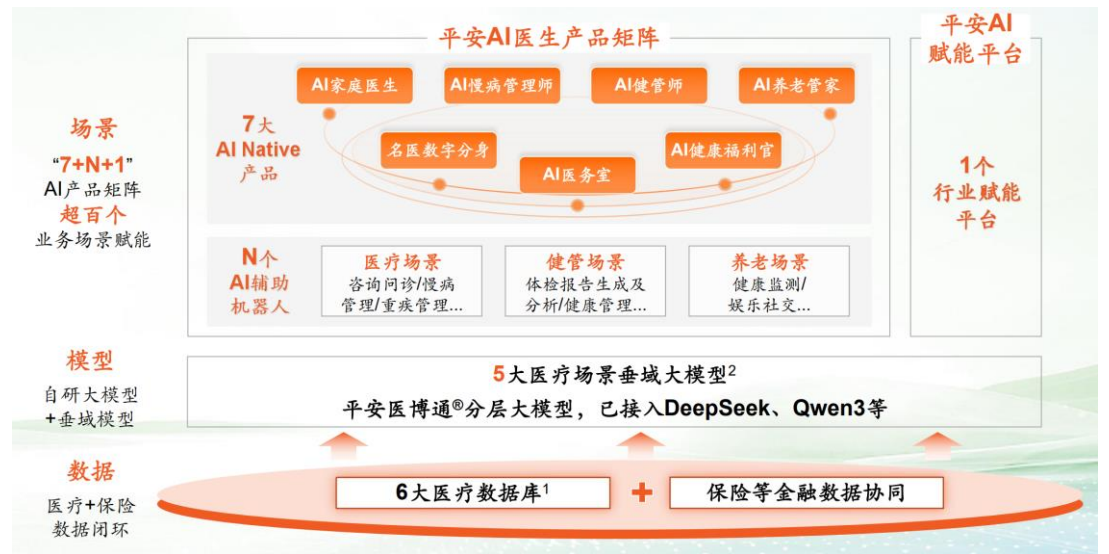 平安AI医生产品矩阵
平安AI
赋能平台
场景
“7+N+1”
AI产品矩阵
超百个
业务场景赋能
7大
AI Native
产品
AI家庭医生
AI慢病管理师
AI健管师
AI养老管家
名医数字分身
AI医务室
AI健康福利官
1个
行业赋能
平台
N个
AI辅助
机器人
医疗场景
咨询问诊/慢病
管理/重疾管理...
健管场景
体检报告生成及
分析/健康管理...
养老场景
健康监测/
娱乐社交...
模型
自研大模型
+垂域模型
5大医疗场景垂域大模型²
平安医博通®分层大模型，已接入DeepSeek、Qwen3等
数据
医疗+保险
数据闭环
6大医疗数据库¹
+
保险等金融数据协同